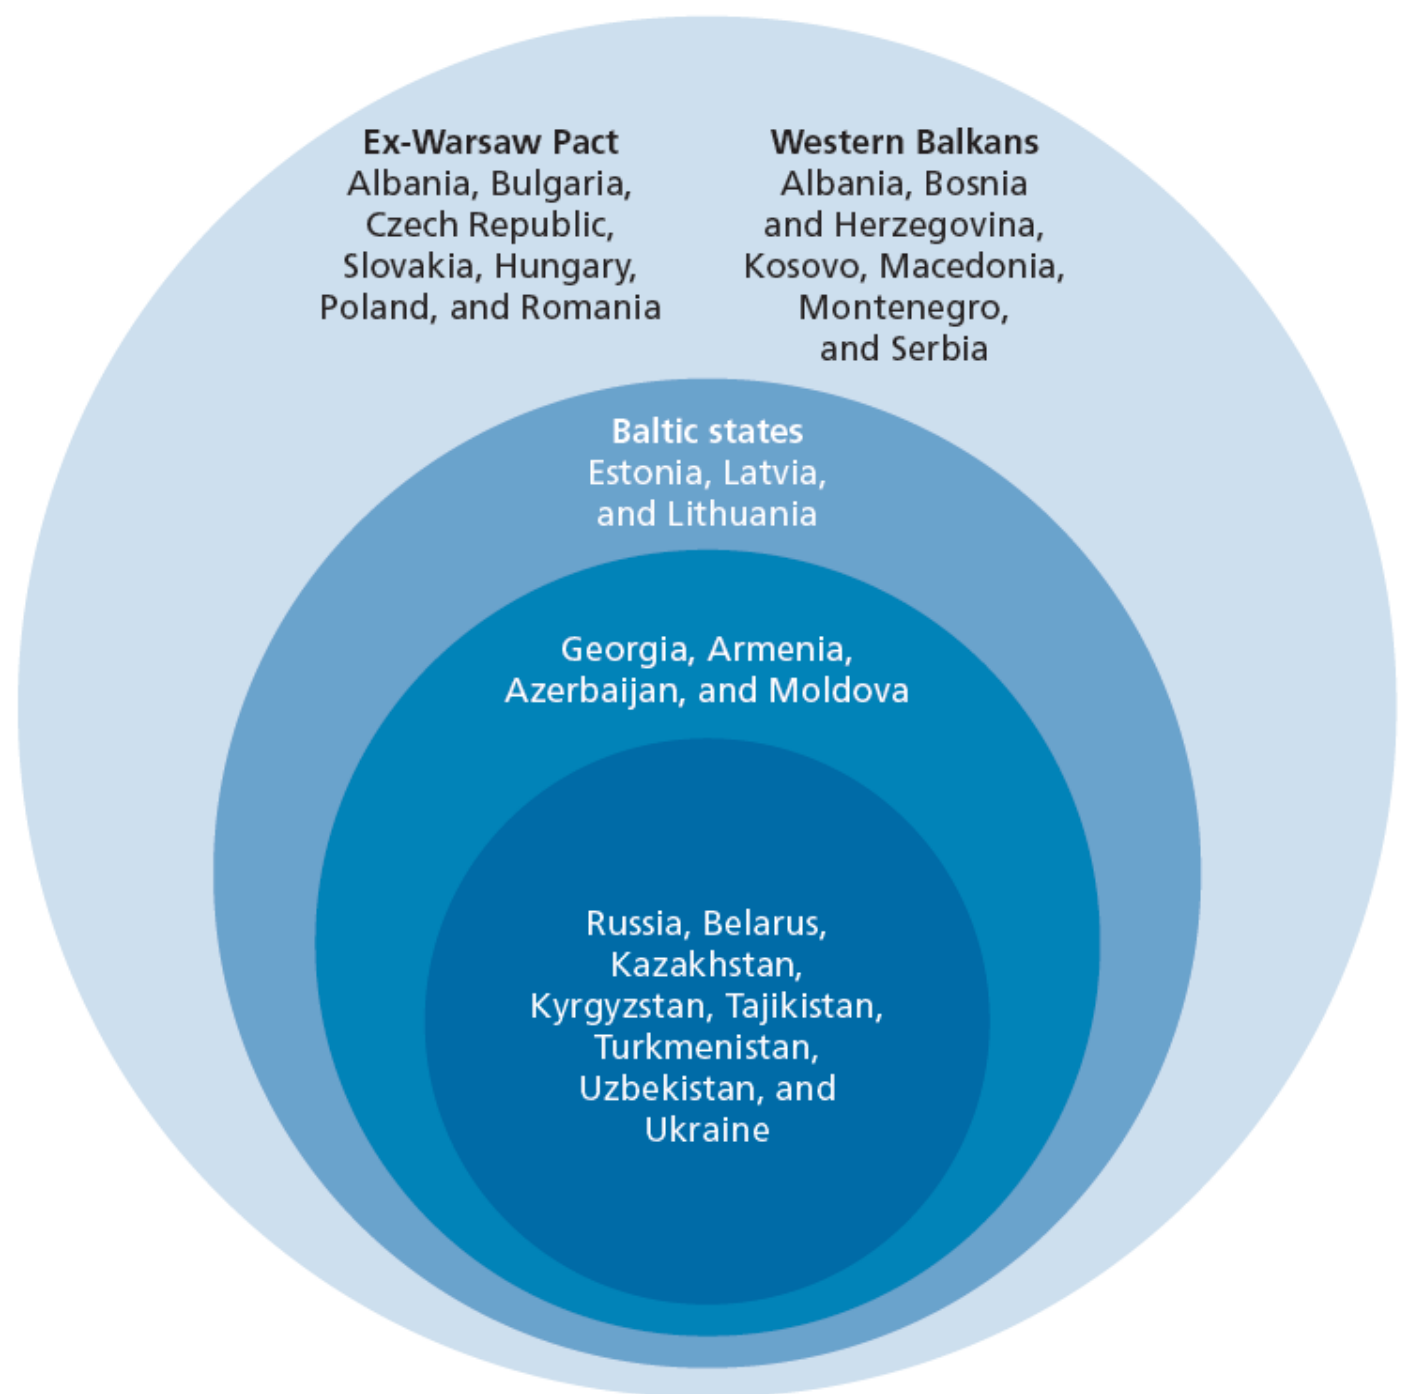 Ex-Warsaw Pact
Albania, Bulgaria,
Czech Republic,
Slovakia, Hungary,
Poland, and Romania
Western Balkans
Albania, Bosnia
and Herzegovina,
Kosovo, Macedonia,
Montenegro,
and Serbia
Baltic states
Estonia, Latvia,
and Lithuania
Georgia, Armenia,
Azerbaijan, and Moldova
Russia, Belarus,
Kazakhstan,
Kyrgyzstan, Tajikistan,
Turkmenistan,
Uzbekistan, and
Ukraine